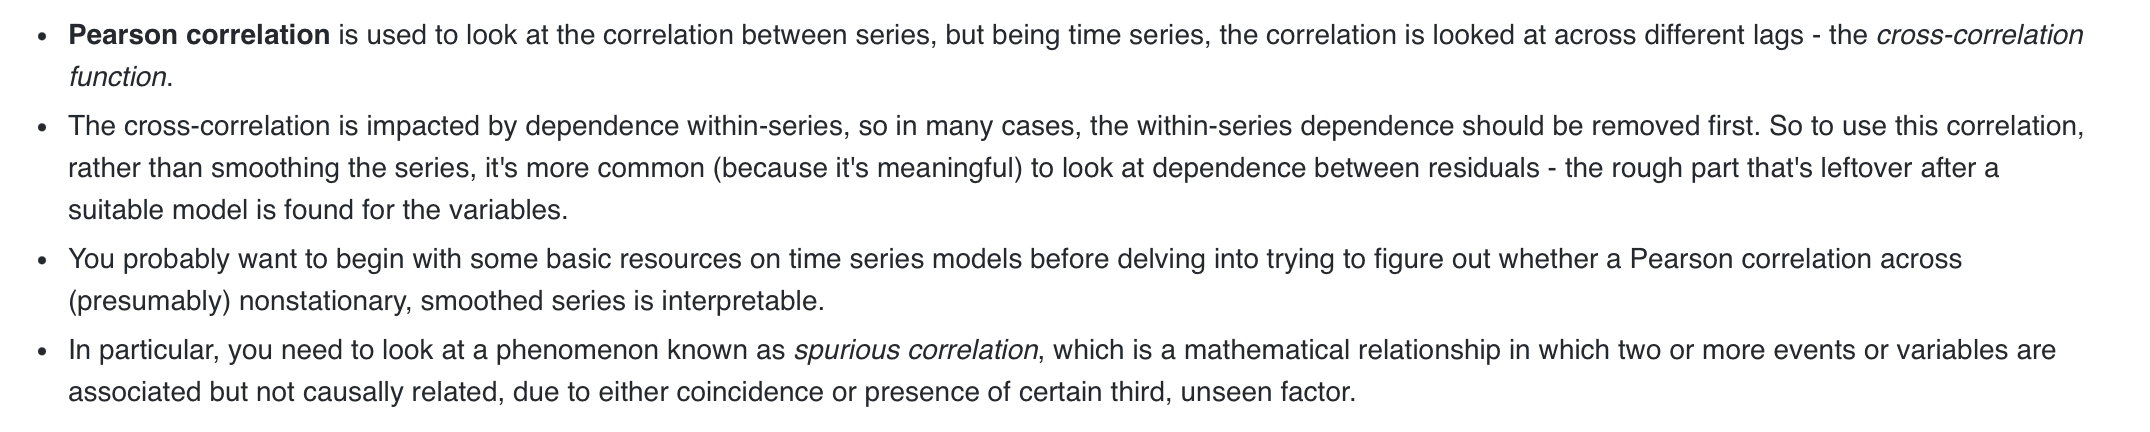 • Pearson correlation is used to look at the correlation between series, but being time series, the correlation is looked at across different lags - the cross-correlation
function.
• The cross-correlation is impacted by dependence within-series, so in many cases, the within-series dependence should be removed first. So to use this correlation,
rather than smoothing the series, it's more common (because it's meaningful) to look at dependence between residuals - the rough part that's leftover after a
suitable model is found for the variables.
• You probably want to begin with some basic resources on time series models before delving into trying to figure out whether a Pearson correlation across
(presumably) nonstationary, smoothed series is interpretable.
• In particular, you need to look at a phenomenon known as spurious correlation, which is a mathematical relationship in which two or more events or variables are
associated but not causally related, due to either coincidence or presence of certain third, unseen factor.